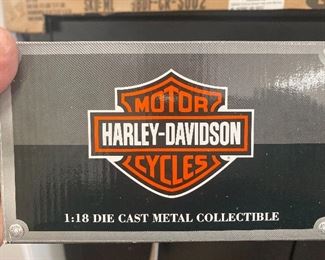 MOTOR
HARLEY-DAVIDSON
CYCLES
1:18 DIE CAST METAL COLLECTIBLE